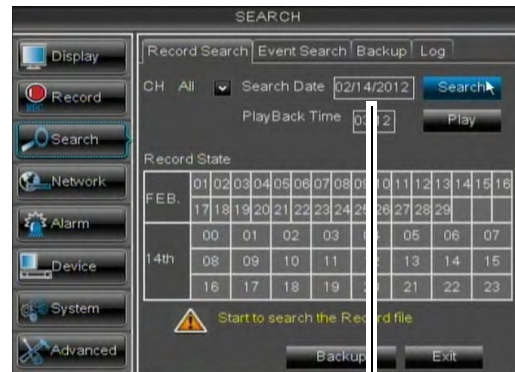 SEARCH
Display
Record
REC
Search
Network
Alarm
Device
System
Advanced
Record Search Event Search Backup Log
CH All Search Date 02/14/2012 Search
PlayBack Time Play
Record State
FEB.
01 02 03 04 05 06 07 08 09 10 11 12 13 14 15 16
17 18 19 20 21 22 23 24 25 26 27 28 29
14th
00 01 02 03 05 06 07
08 09 10 11 13 14 15
16 17 18 19 21 22 23
Start to search the Record file
Backup Exit